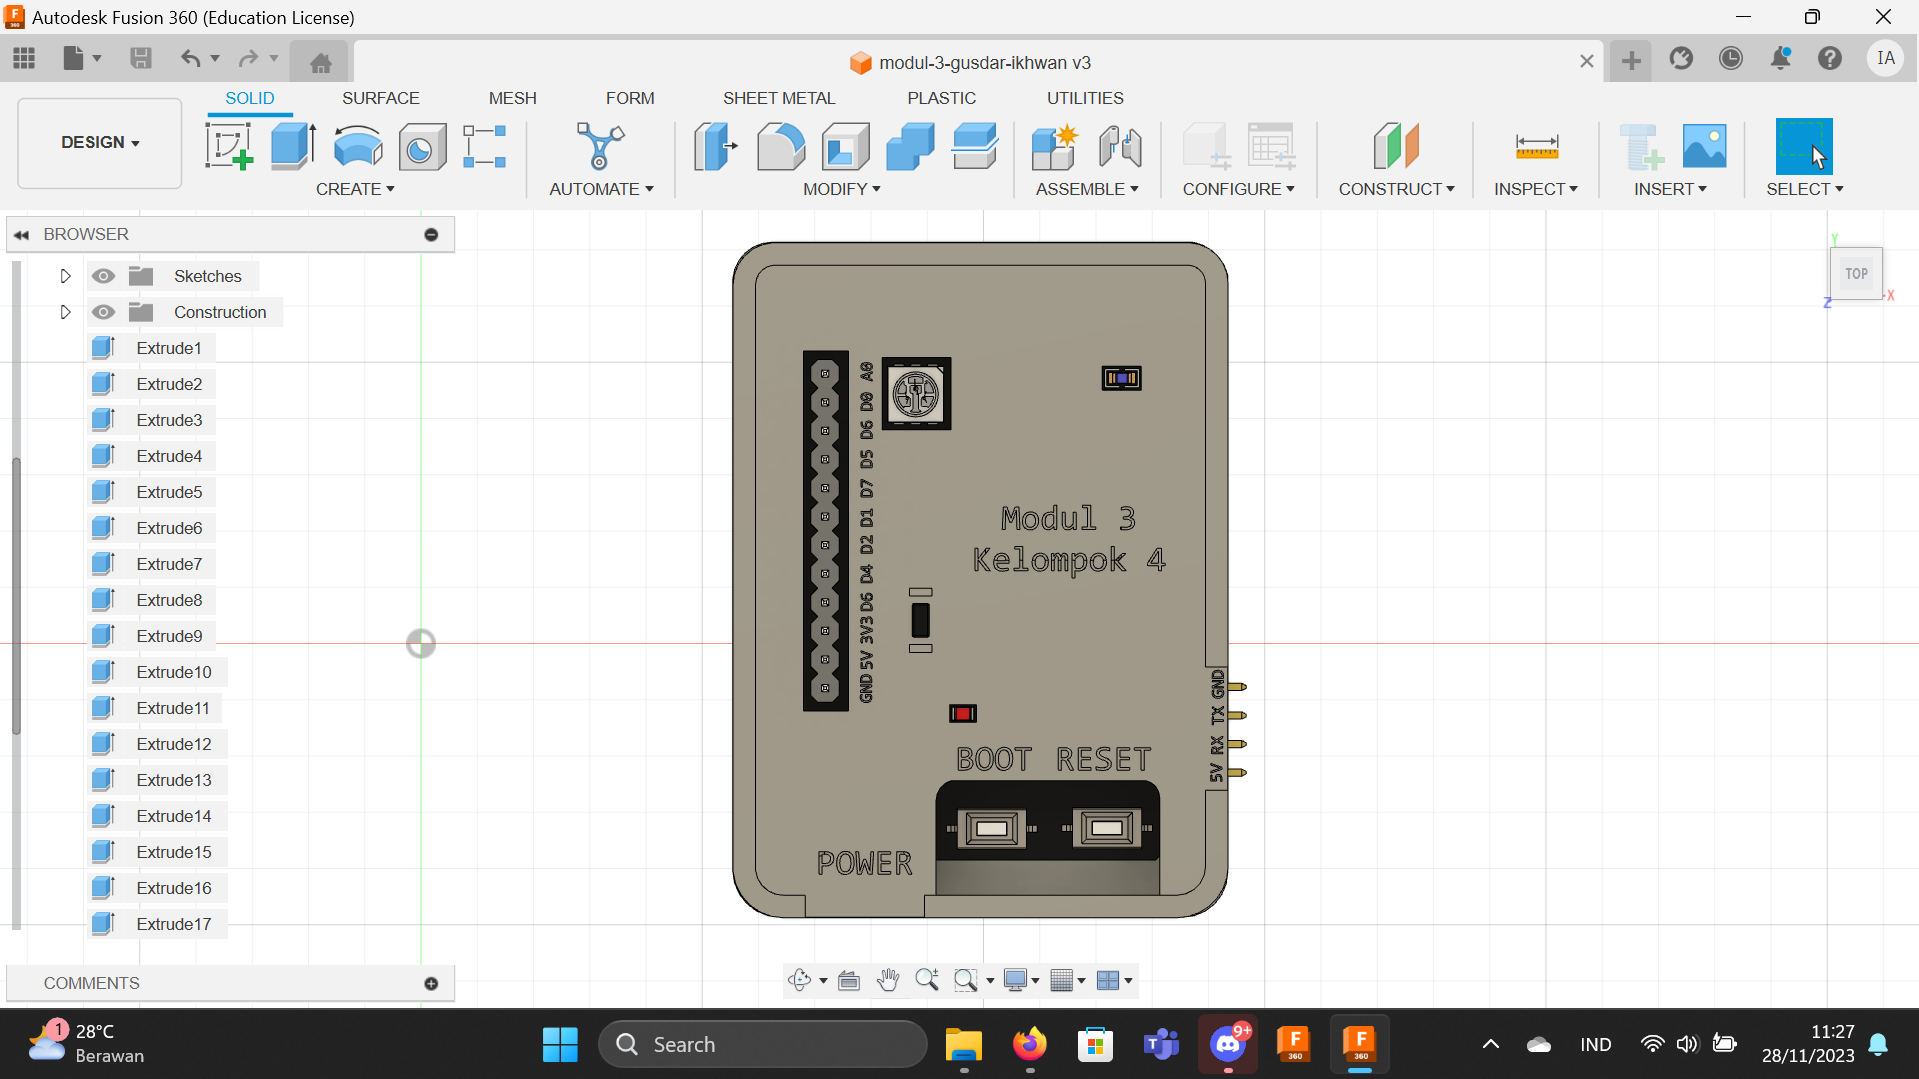 Autodesk Fusion 360 (Education License)
modul-3-gusdar-ikhwan v3
IA
DESIGN
SOLID
SURFACE
MESH
FORM
SHEET METAL
PLASTIC
UTILITIES
CREATE
AUTOMATE
MODIFY
ASSEMBLE
CONFIGURE
CONSTRUCT
INSPECT
INSERT
SELECT
BROWSER
Sketches
Construction
Extrude1
Extrude2
Extrude3
Extrude4
Extrude5
Extrude6
Extrude7
Extrude8
Extrude9
Extrude10
Extrude11
Extrude12
Extrude13
Extrude14
Extrude15
Extrude16
Extrude17
COMMENTS
Y
TOP
Z
X
GND 5V 3V3 D6 D4 D2 D1 D7 D5 D6 D0 A0
Modul 3
Kelompok 4
5V RX TX GND
BOOT RESET
POWER
1
28°C
Berawan
Search
9+
F
360
F
360
IND
11:27
28/11/2023